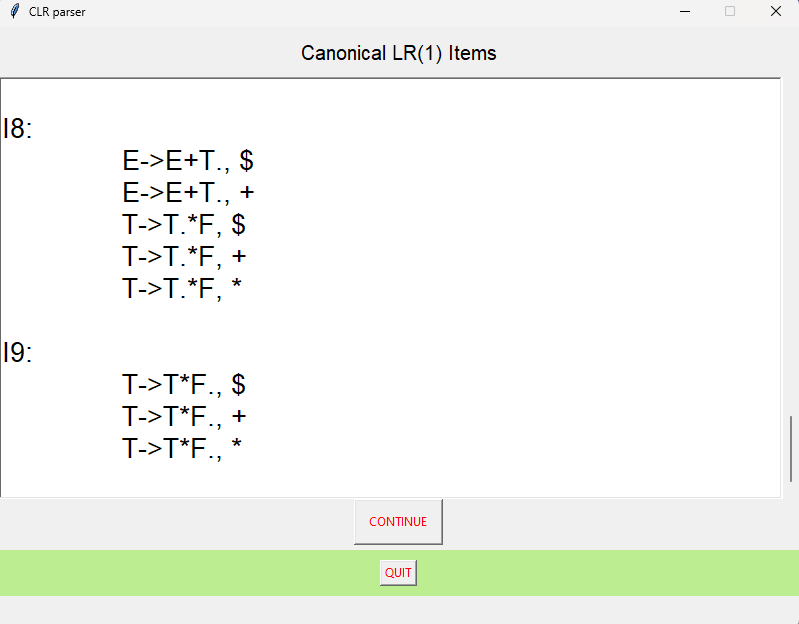 CLR parser
Canonical LR(1) Items
I8:
E->E+T., $
E->E+T., +
T->T.*F, $
T->T.*F, +
T->T.*F, *
I9:
T->T*F., $
T->T*F., +
T->T*F., *
CONTINUE
QUIT